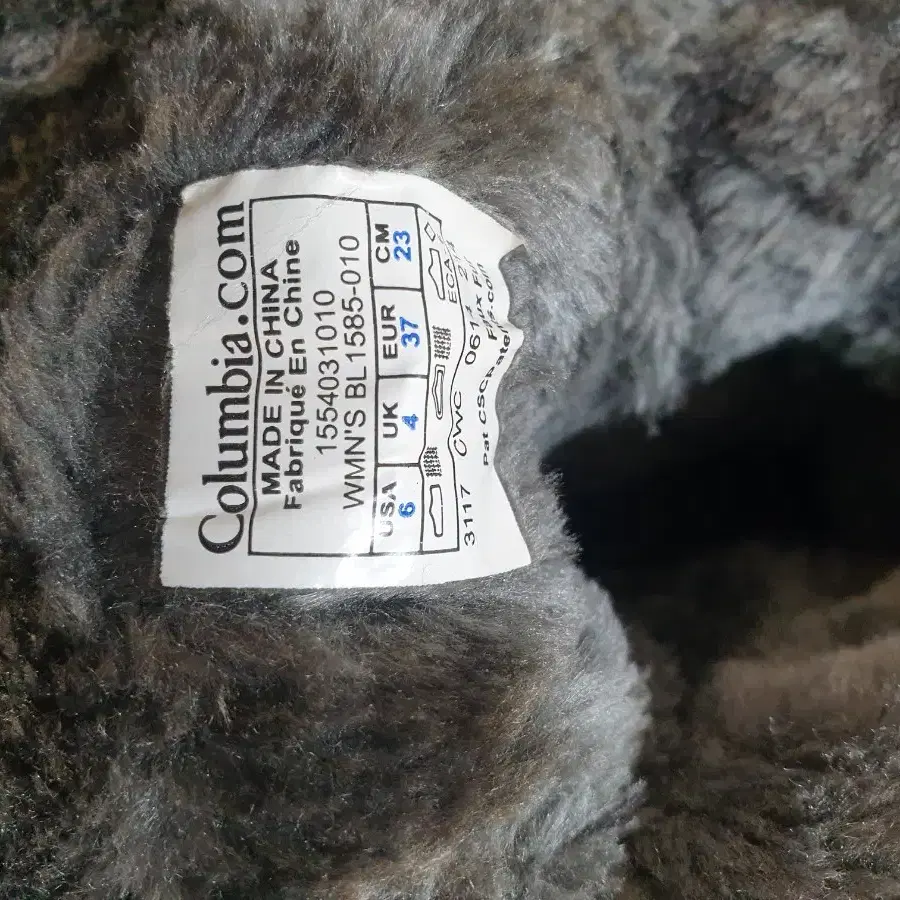 Columbia.com
MADE IN CHINA
Fabriqué En Chine
1554031010
WMN'S BL1585-010
USA UK EUR CM
6 4 37 23
3117 CWC 0617
Pat